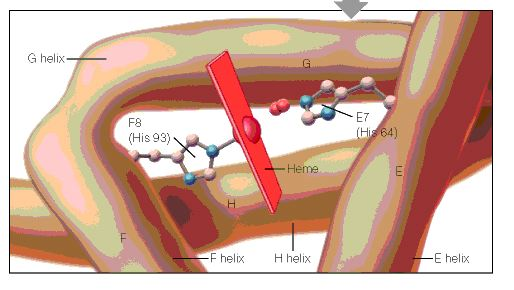 G helix
G
F8
(His 93)
E7
(His 64)
Heme
E
H
F
F helix
H helix
E helix